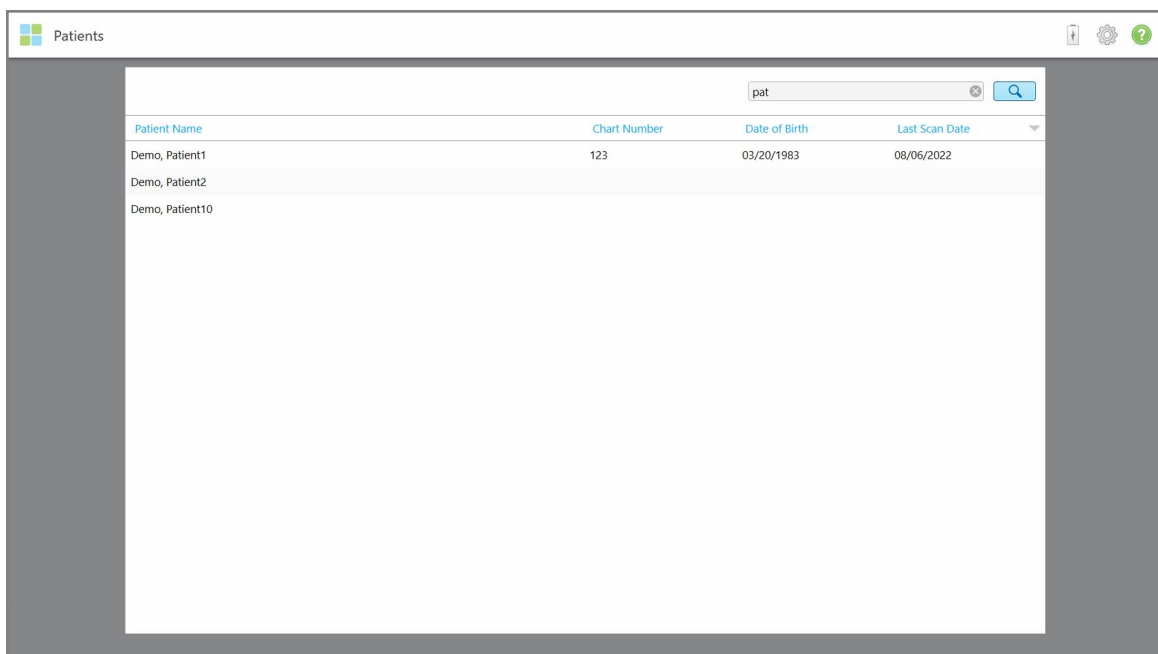 Patients
pat
Patient Name Chart Number Date of Birth Last Scan Date
Demo, Patient1 123 03/20/1983 08/06/2022
Demo, Patient2
Demo, Patient10